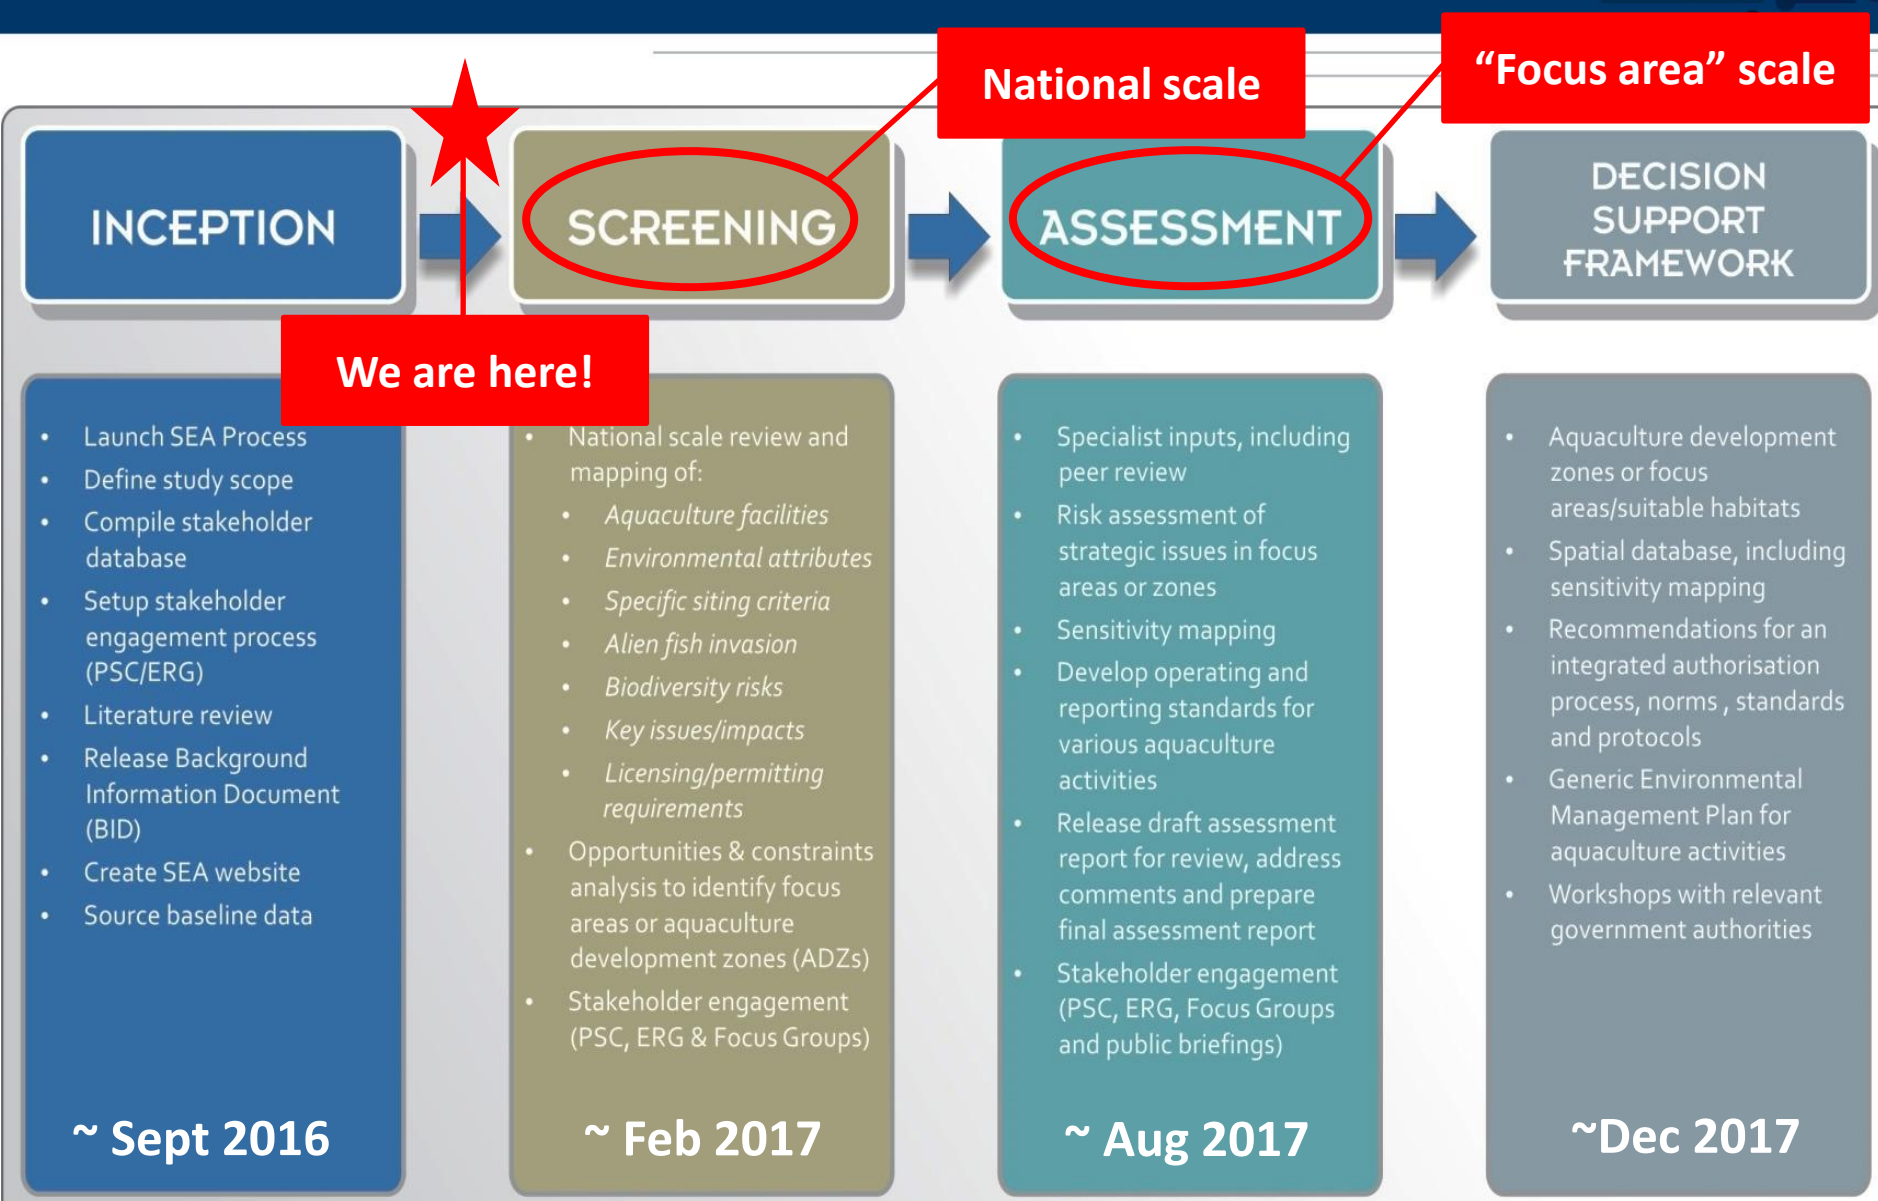 National scale
“Focus area” scale
INCEPTION
SCREENING
ASSESSMENT
DECISION
SUPPORT
FRAMEWORK
We are here!
• Launch SEA Process
• Define study scope
• Compile stakeholder
database
• Setup stakeholder
engagement process
(PSC/ERG)
• Literature review
• Release Background
Information Document
(BID)
• Create SEA website
• Source baseline data
~ Sept 2016
• National scale review and
mapping of:
• Aquaculture facilities
• Environmental attributes
• Specific siting criteria
• Alien fish invasion
• Biodiversity risks
• Key issues/impacts
• Licensing/permitting
requirements
• Opportunities & constraints
analysis to identify focus
areas or aquaculture
development zones (ADZs)
• Stakeholder engagement
(PSC, ERG & Focus Groups)
~ Feb 2017
• Specialist inputs, including
peer review
• Risk assessment of
strategic issues in focus
areas or zones
• Sensitivity mapping
• Develop operating and
reporting standards for
various aquaculture
activities
• Release draft assessment
report for review, address
comments and prepare
final assessment report
• Stakeholder engagement
(PSC, ERG, Focus Groups
and public briefings)
~ Aug 2017
• Aquaculture development
zones or focus
areas/suitable habitats
• Spatial database, including
sensitivity mapping
• Recommendations for an
integrated authorisation
process, norms , standards
and protocols
• Generic Environmental
Management Plan for
aquaculture activities
• Workshops with relevant
government authorities
~Dec 2017